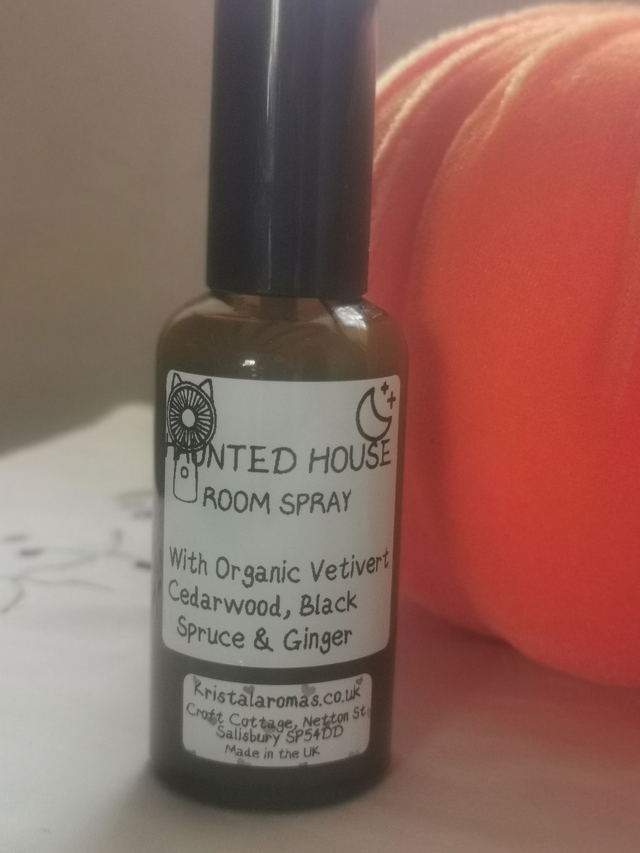 HAUNTED HOUSE
ROOM SPRAY
With Organic Vetivert
Cedarwood, Black
Spruce & Ginger
Kristalaromas.co.uk
Croft Cottage, Netton St
Salisbury SP54DD
Made in the UK